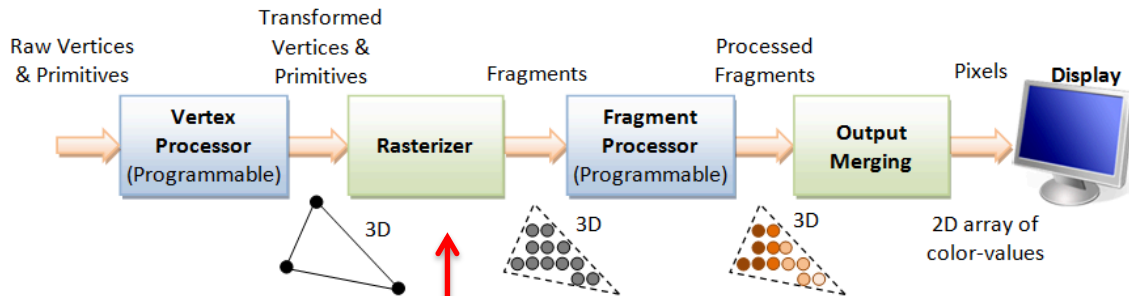 Raw Vertices
& Primitives
Transformed
Vertices &
Primitives
Fragments
Processed
Fragments
Pixels
Display
Vertex
Processor
(Programmable)
Rasterizer
Fragment
Processor
(Programmable)
Output
Merging
3D
3D
3D
2D array of
color-values